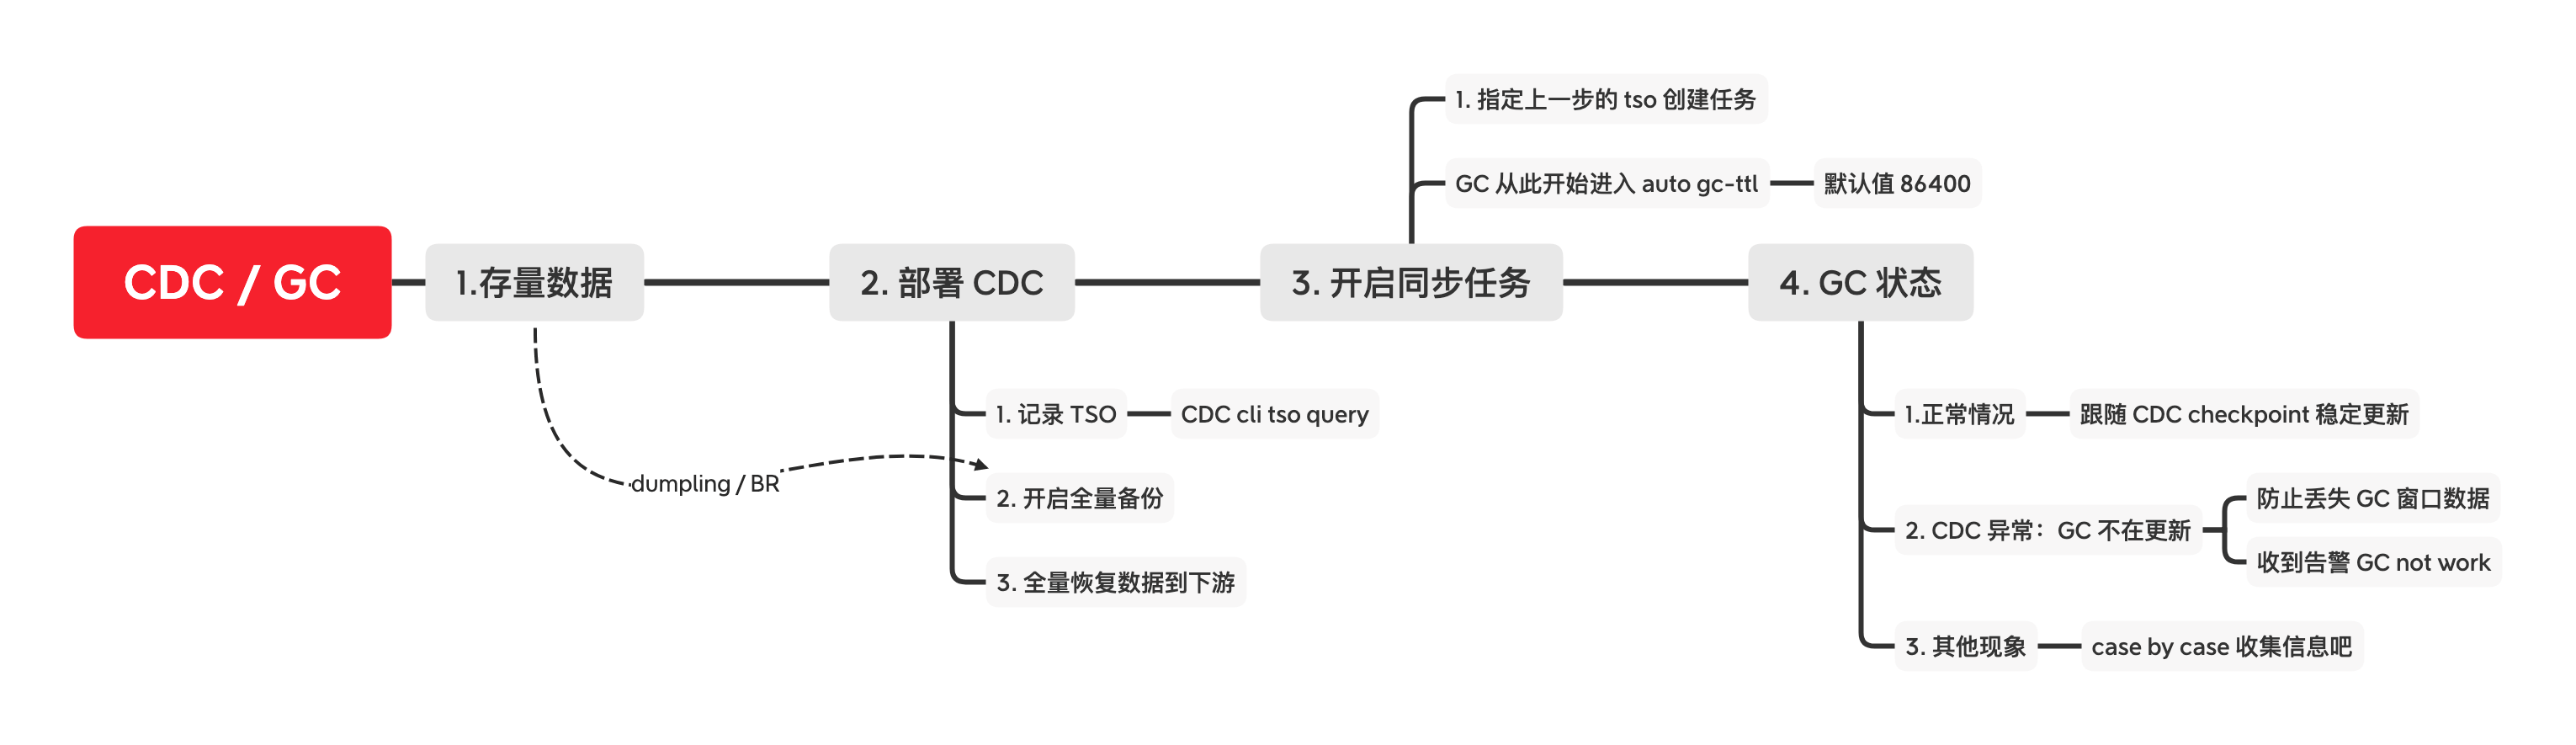 CDC / GC
1.存量数据
dumpling / BR
2. 部署 CDC
1. 记录 TSO
CDC cli tso query
2. 开启全量备份
3. 全量恢复数据到下游
3. 开启同步任务
1. 指定上一步的 tso 创建任务
GC 从此开始进入 auto gc-ttl
默认值 86400
4. GC 状态
1.正常情况
跟随 CDC checkpoint 稳定更新
2. CDC 异常：GC 不在更新
防止丢失 GC 窗口数据
收到告警 GC not work
3. 其他现象
case by case 收集信息吧